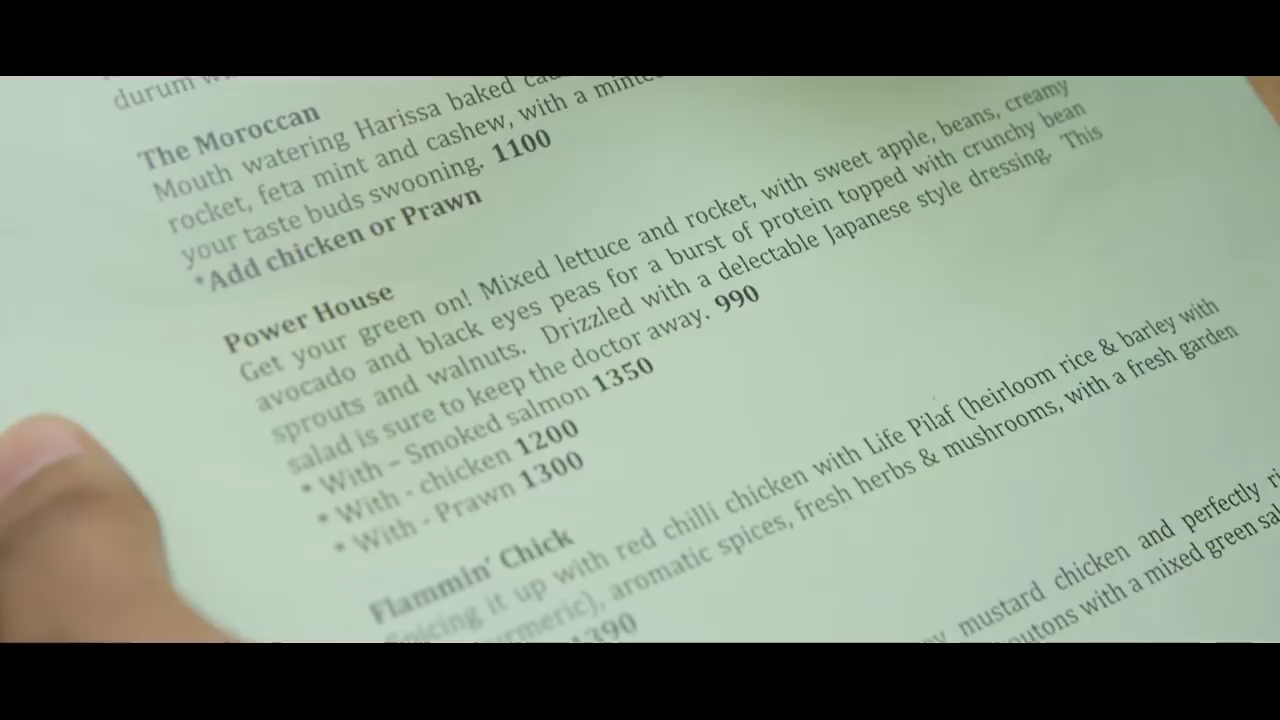 durum
The Moroccan
Mouth watering Harissa baked
rocket, feta mint and cashew, with a minted
your taste buds swooning. 1100
*Add chicken or Prawn
Power House
Get your green on! Mixed lettuce and rocket, with sweet apple, beans, creamy
avocado and black eyes peas for a burst of protein topped with crunchy bean
sprouts and walnuts. Drizzled with a delectable Japanese style dressing. This
salad is sure to keep the doctor away. 990
* With – Smoked salmon 1350
* With - chicken 1200
* With - Prawn 1300
Flammin' Chick
Spicing it up with red chilli chicken with Life Pilaf (heirloom rice & barley with
turmeric), aromatic spices, fresh herbs & mushrooms, with a fresh garden
1390
mustard chicken and perfectly
with a mixed green